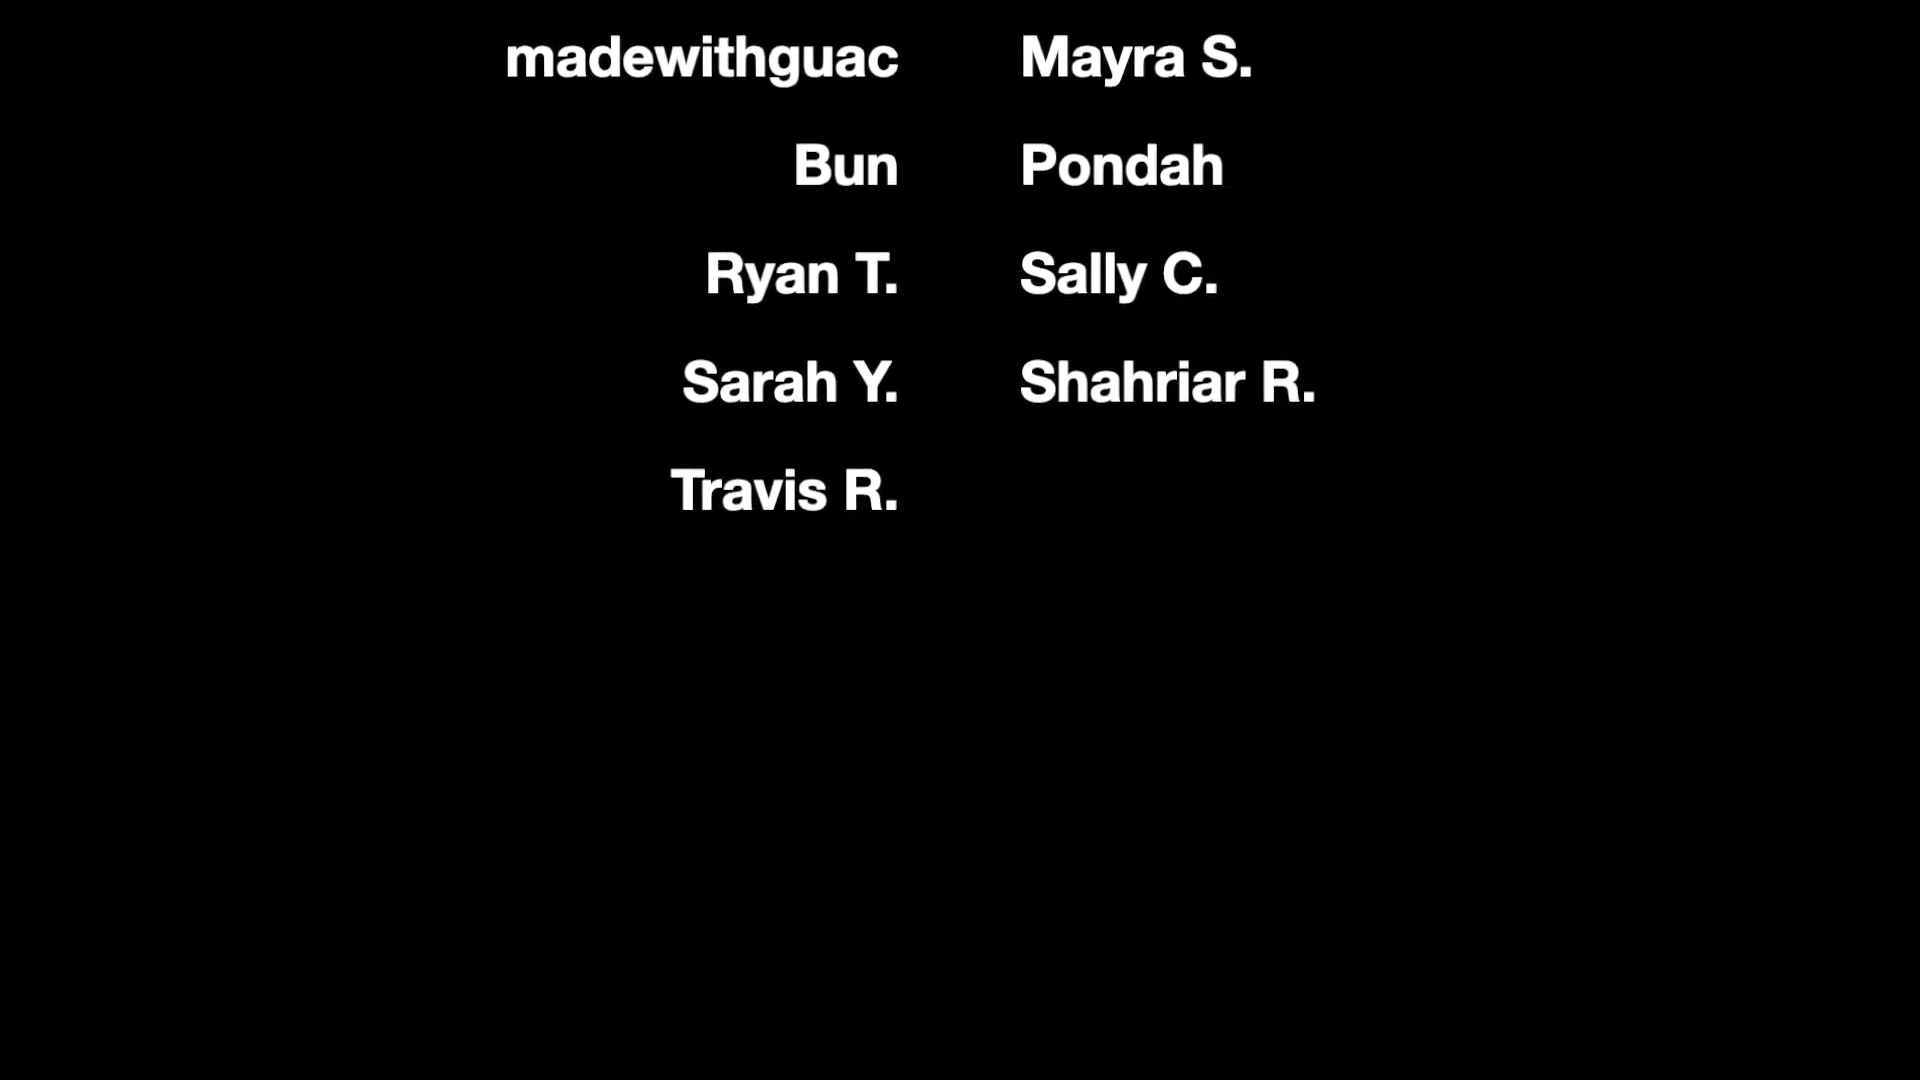 madewithguac Mayra S.
Bun Pondah
Ryan T. Sally C.
Sarah Y. Shahriar R.
Travis R.